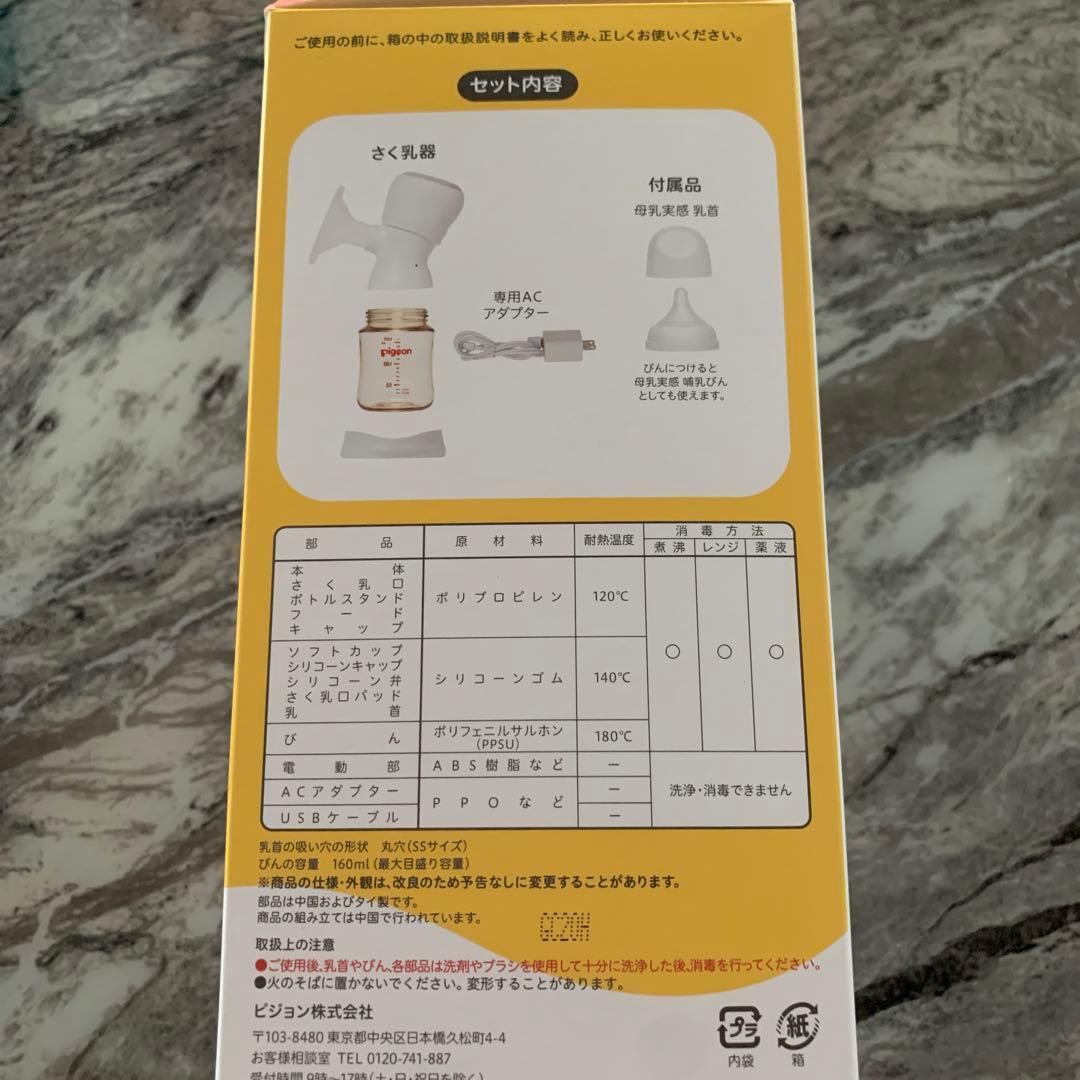 ご使用の前に、箱の中の取扱説明書をよく読み、正しくお使いください。
セット内容
さく乳器
付属品
母乳実感 乳首
専用AC
アダプター
pigeon
160
100
50
びんにつけると
母乳実感 哺乳びん
としても使えます。
部品 原材料 耐熱温度 消毒方法
煮沸 レンジ 薬液
本体
さく乳口
ボトルスタンド
フード
キャップ
ポリプロピレン 120℃
ソフトカップ
シリコーンキャップ
シリコーン弁
さく乳口パッド
乳首
シリコーンゴム 140℃
○ ○ ○
びん ポリフェニルサルホン
(PPSU) 180℃
電動部 ABS樹脂など ー
ACアダプター ー
PPOなど
USBケーブル ー
洗浄・消毒できません
乳首の吸い穴の形状 丸穴(SSサイズ)
びんの容量 160ml(最大目盛り容量)
※商品の仕様・外観は、改良のため予告なしに変更することがあります。
部品は中国およびタイ製です。
商品の組み立ては中国で行われています。
GC20H
取扱上の注意
●ご使用後、乳首やびん、各部品は洗剤やブラシを使用して十分に洗浄した後、消毒を行ってください。
●火のそばに置かないでください。変形することがあります。
ピジョン株式会社
〒103-8480 東京都中央区日本橋久松町4-4
お客様相談室 TEL 0120-741-887
受付時間 9時〜17時(土・日・祝日を除く)
プラ
内袋
紙
箱